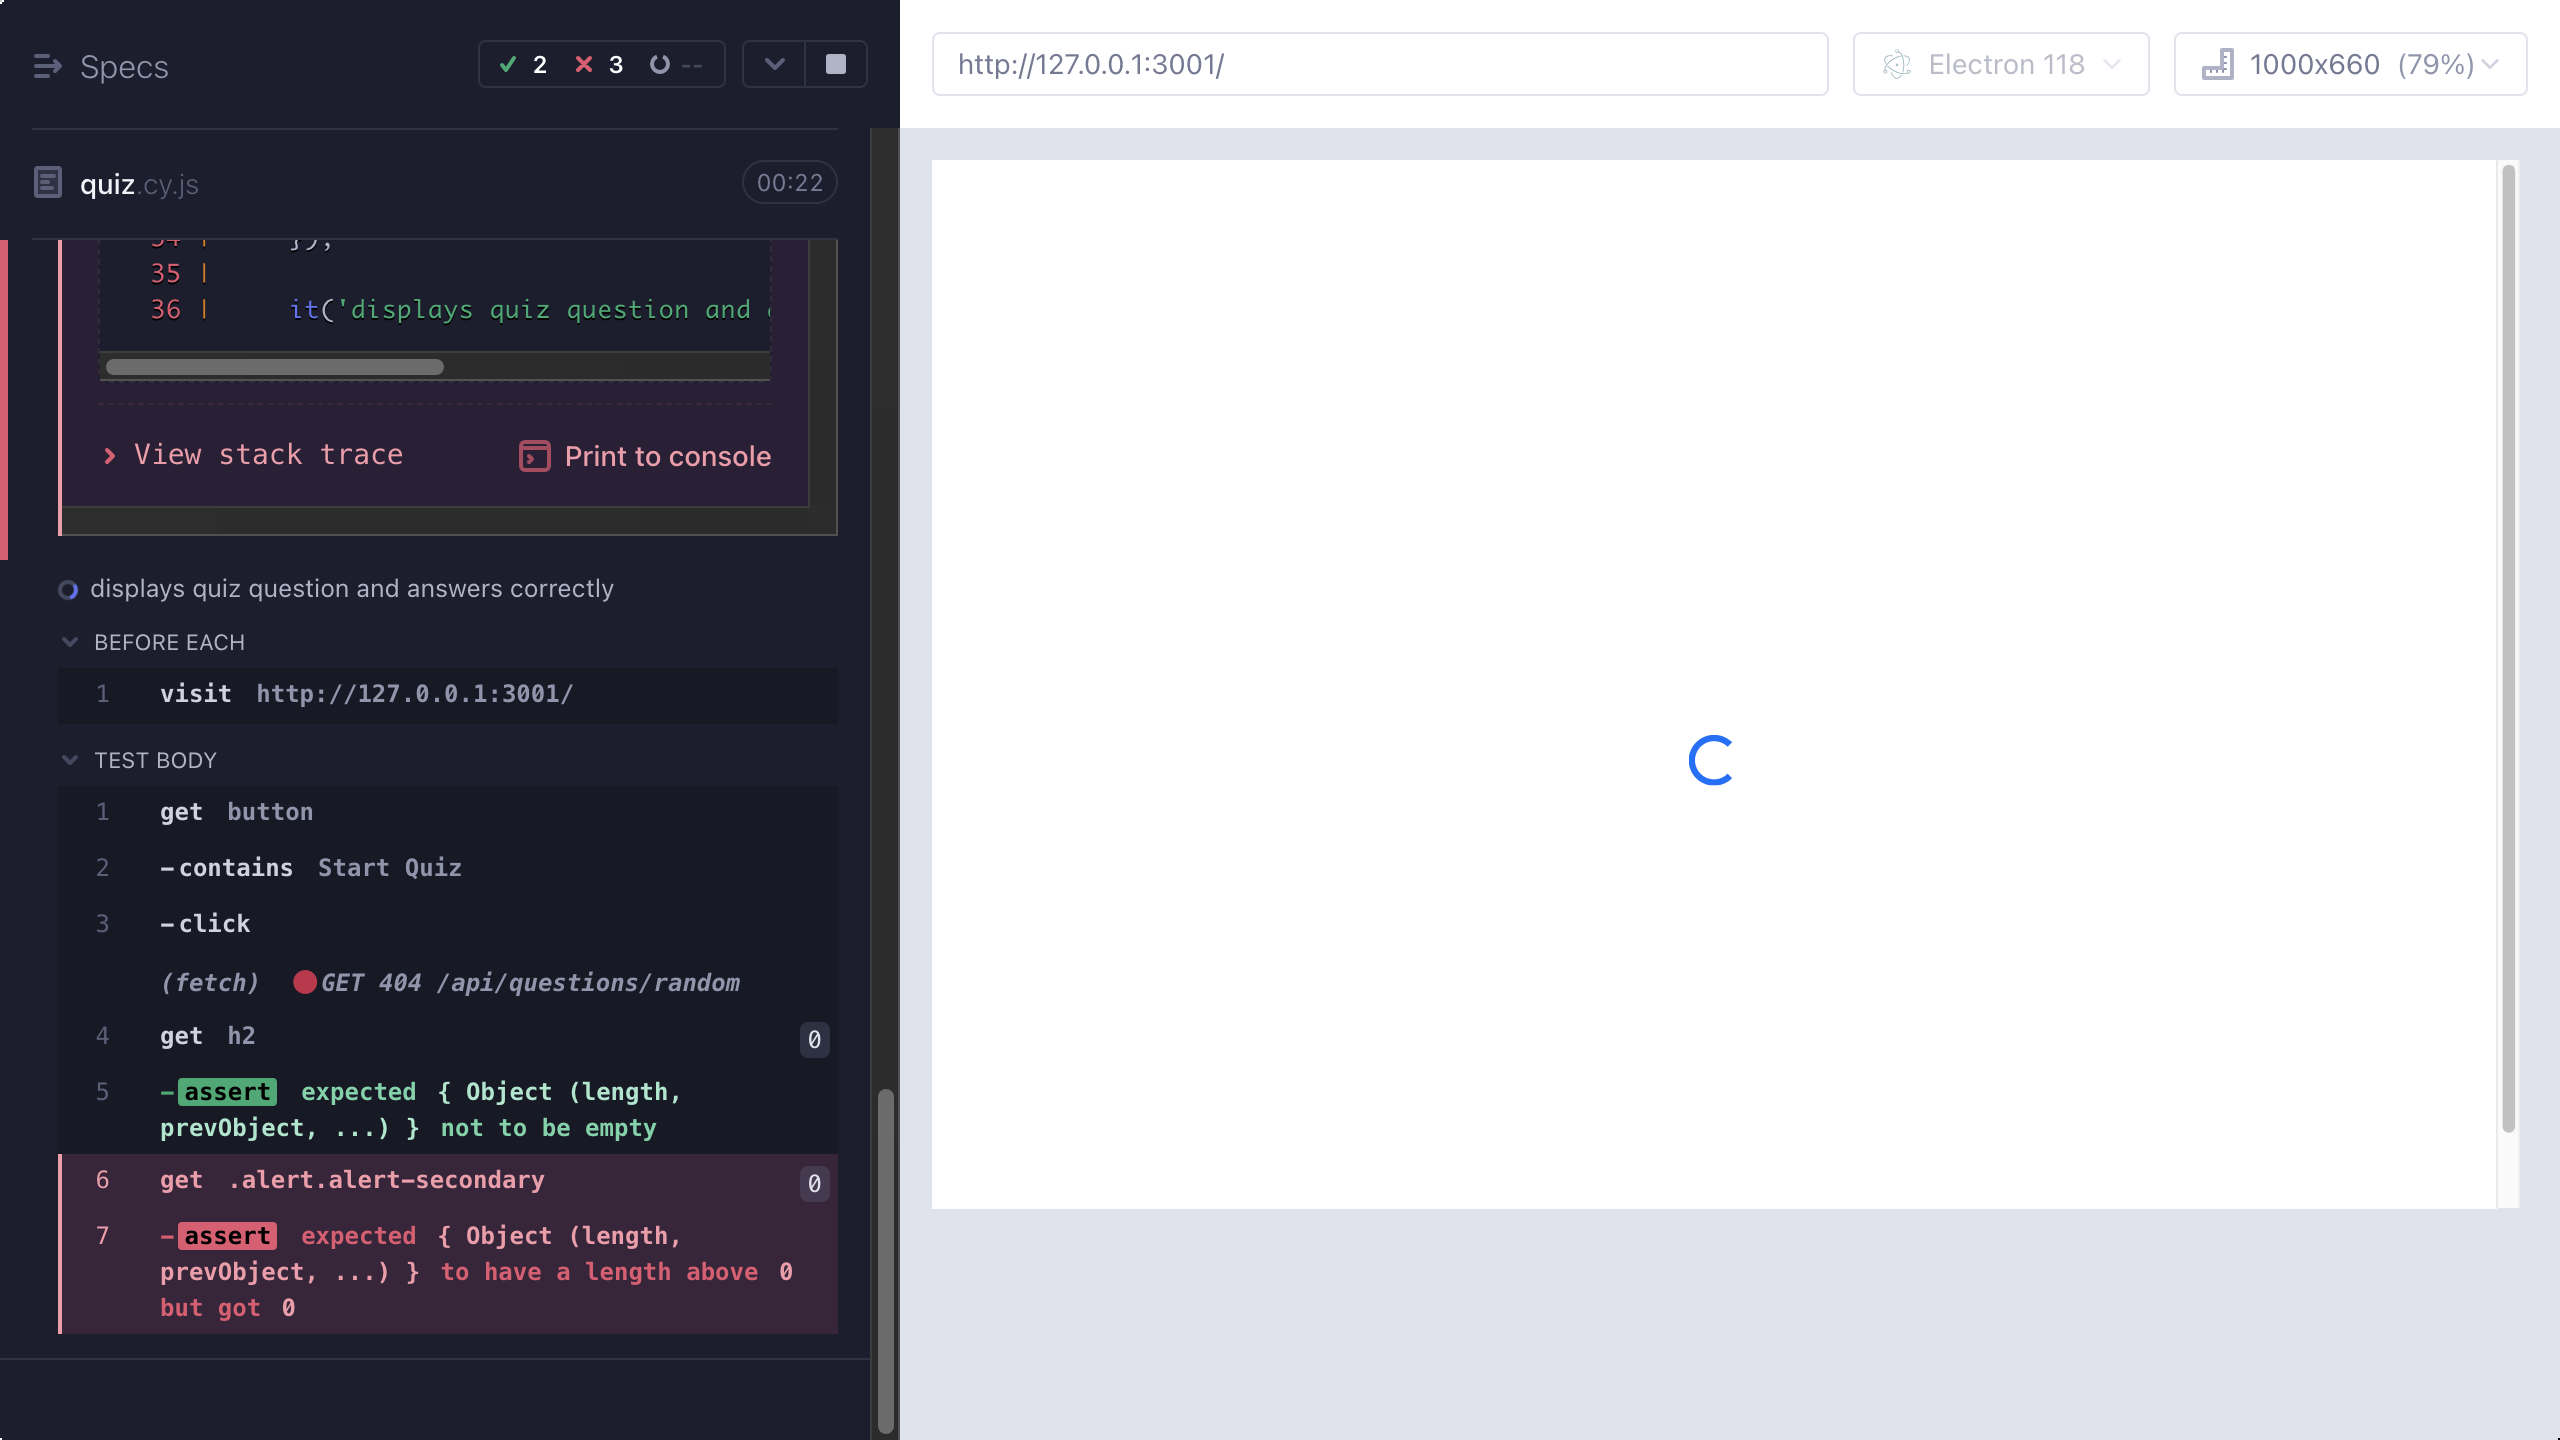 Specs
2 3 --
http://127.0.0.1:3001/
Electron 118
1000x660 (79%)
quiz.cy.js
00:22
34 | });
35 |
36 | it('displays quiz question and
View stack trace
Print to console
displays quiz question and answers correctly
BEFORE EACH
1 visit http://127.0.0.1:3001/
TEST BODY
1 get button
2 -contains Start Quiz
3 -click
(fetch) GET 404 /api/questions/random
4 get h2 0
5 -assert expected { Object (length,
prevObject, ...) } not to be empty
6 get .alert.alert-secondary 0
7 -assert expected { Object (length,
prevObject, ...) } to have a length above 0
but got 0